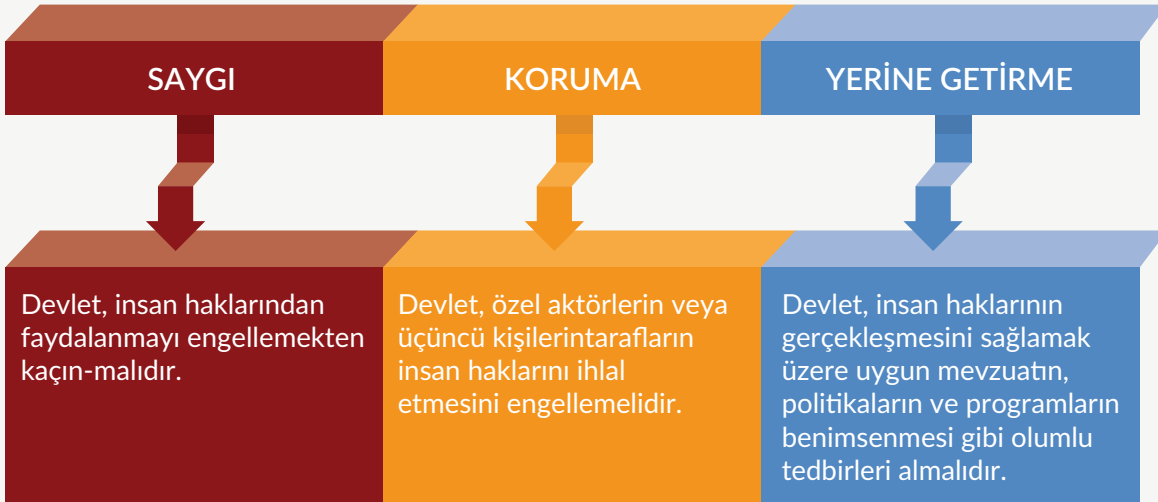 SAYGI
KORUMA
YERİNE GETİRME
Devlet, insan haklarından
faydalanmayı engellemekten
kaçın-malıdır.
Devlet, özel aktörlerin veya
üçüncü kişilerintarafların
insan haklarını ihlal
etmesini engellemelidir.
Devlet, insan haklarının
gerçekleşmesini sağlamak
üzere uygun mevzuatın,
politikaların ve programların
benimsenmesi gibi olumlu
tedbirleri almalıdır.